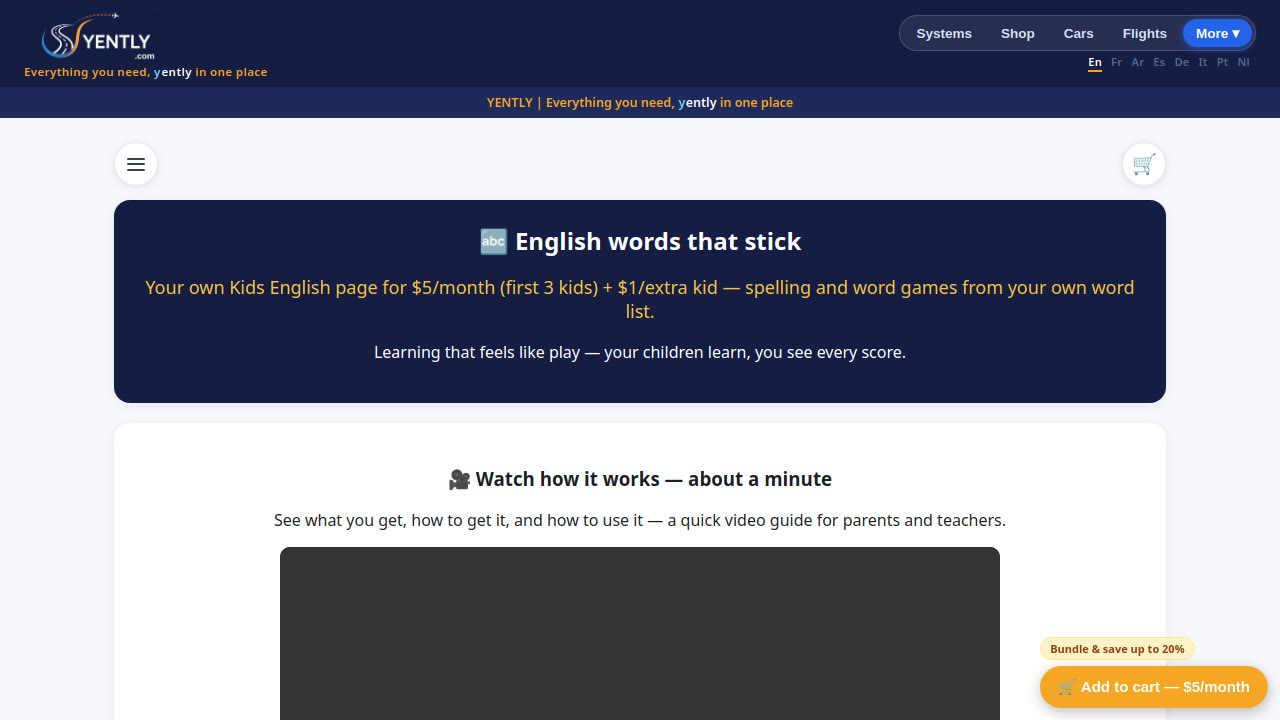 YENTLY
.com
Everything you need, yently in one place
Systems
Shop
Cars
Flights
More ▾
En Fr Ar Es De It Pt Nl
YENTLY | Everything you need, yently in one place
🔤 English words that stick
Your own Kids English page for $5/month (first 3 kids) + $1/extra kid — spelling and word games from your own word
list.
Learning that feels like play — your children learn, you see every score.
🎥 Watch how it works — about a minute
See what you get, how to get it, and how to use it — a quick video guide for parents and teachers.
Bundle & save up to 20%
🛒 Add to cart — $5/month